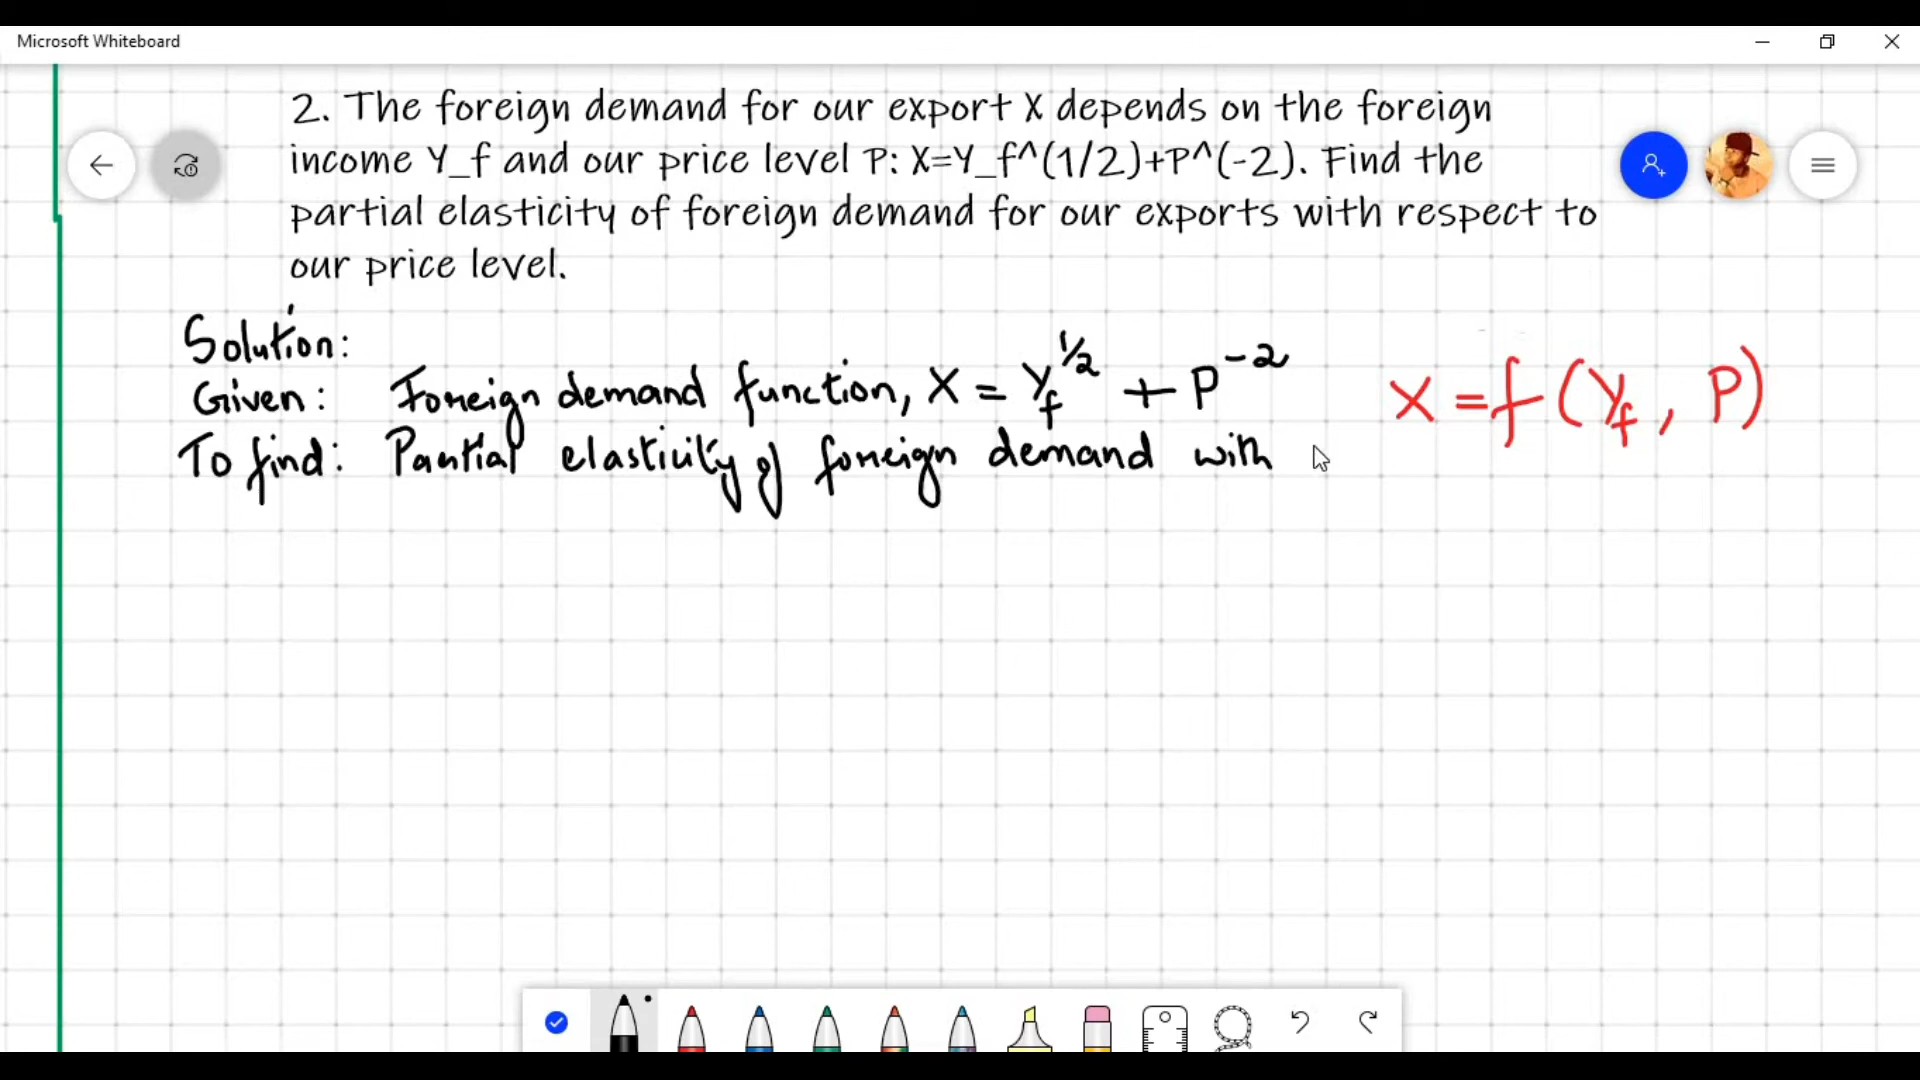 Microsoft Whiteboard
2. The foreign demand for our export X depends on the foreign
income Y_f and our price level P: X=Y_f^(1/2)+P^(-2). Find the
partial elasticity of foreign demand for our exports with respect to
our price level.
Solution:
Given: Foreign demand function, X = Y_f^1/2 + P^-2
X = f (Y_f, P)
To find: Partial elasticity of foreign demand with